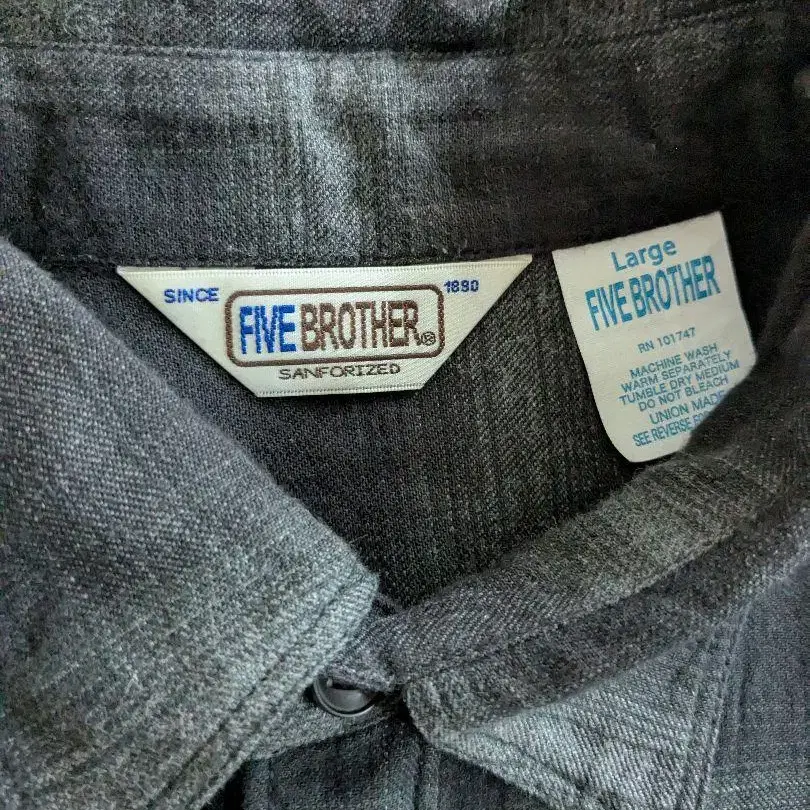 SINCE
1890
FIVE BROTHER®
SANFORIZED
Large
FIVE BROTHER
RN 101747
MACHINE WASH
WARM SEPARATELY
TUMBLE DRY MEDIUM
DO NOT BLEACH
UNION MADE
SEE REVERSE